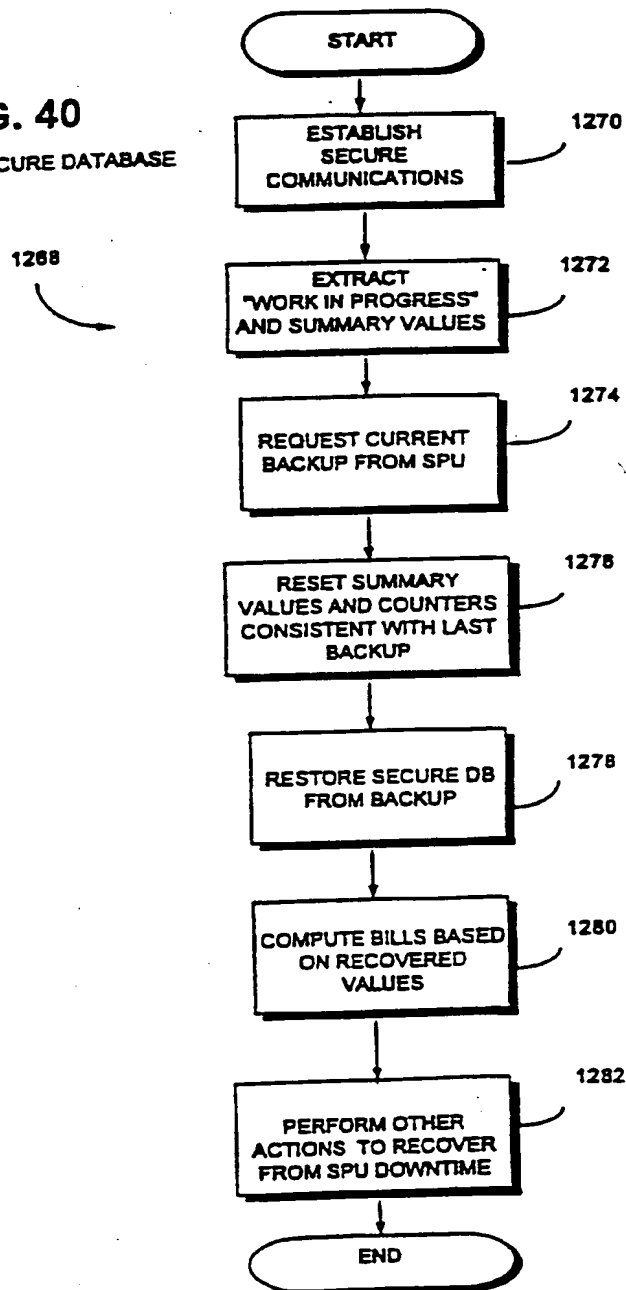 START
G. 40
CURE DATABASE
1268
ESTABLISH
SECURE
COMMUNICATIONS
1270
EXTRACT
"WORK IN PROGRESS"
AND SUMMARY VALUES
1272
REQUEST CURRENT
BACKUP FROM SPU
1274
RESET SUMMARY
VALUES AND COUNTERS
CONSISTENT WITH LAST
BACKUP
1276
RESTORE SECURE DB
FROM BACKUP
1278
COMPUTE BILLS BASED
ON RECOVERED
VALUES
1280
PERFORM OTHER
ACTIONS TO RECOVER
FROM SPU DOWNTIME
1282
END